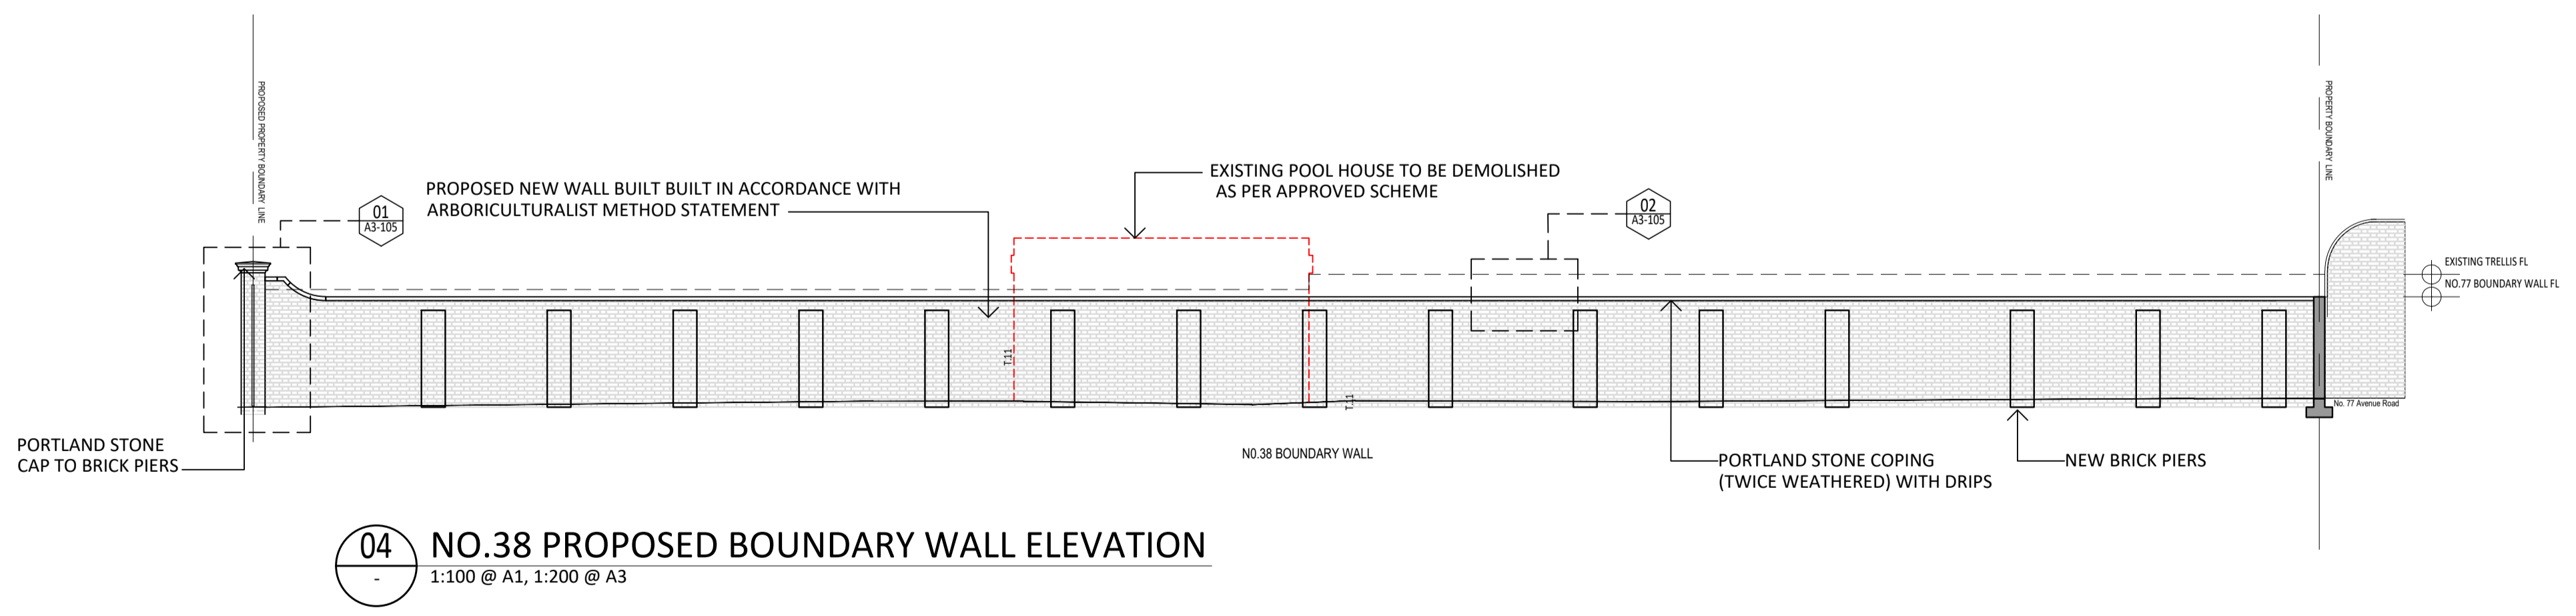 PROPOSED PROPERTY BOUNDARY LINE
PROPERTY BOUNDARY LINE
EXISTING POOL HOUSE TO BE DEMOLISHED
AS PER APPROVED SCHEME
PROPOSED NEW WALL BUILT BUILT IN ACCORDANCE WITH
ARBORICULTURALIST METHOD STATEMENT
01
A3-105
02
A3-105
EXISTING TRELLIS FL
NO.77 BOUNDARY WALL FL
T.11
T.11
No. 77 Avenue Road
PORTLAND STONE
CAP TO BRICK PIERS
N0.38 BOUNDARY WALL
PORTLAND STONE COPING
(TWICE WEATHERED) WITH DRIPS
NEW BRICK PIERS
04
-
NO.38 PROPOSED BOUNDARY WALL ELEVATION
1:100 @ A1, 1:200 @ A3